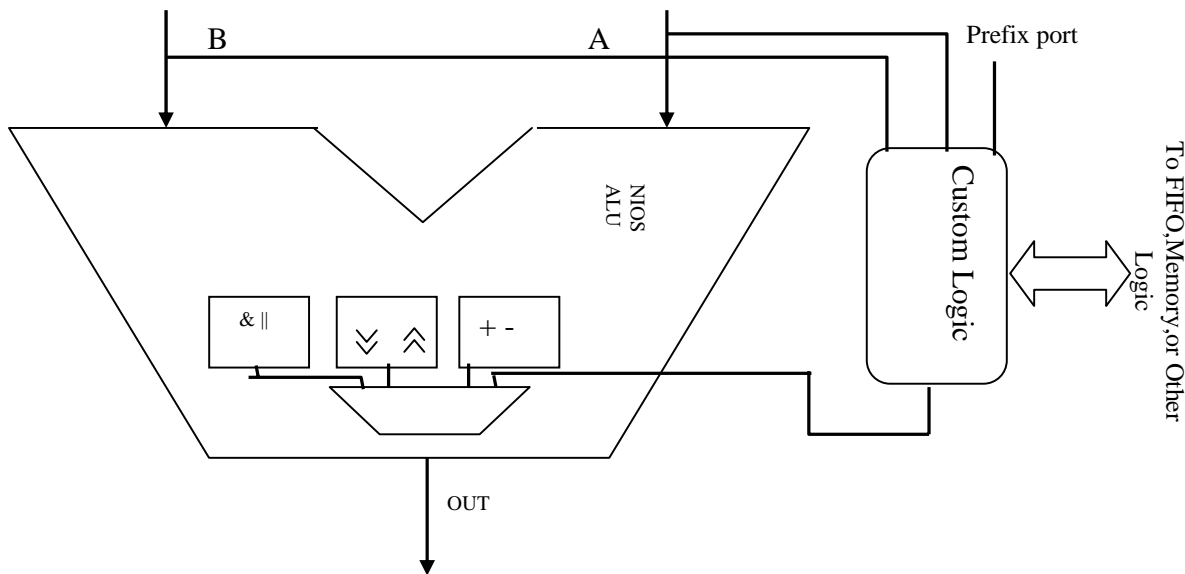 B
A
Prefix port
NIOS
ALU
Custom Logic
To FIFO,Memory,or Other
Logic
& ||
+ -
OUT